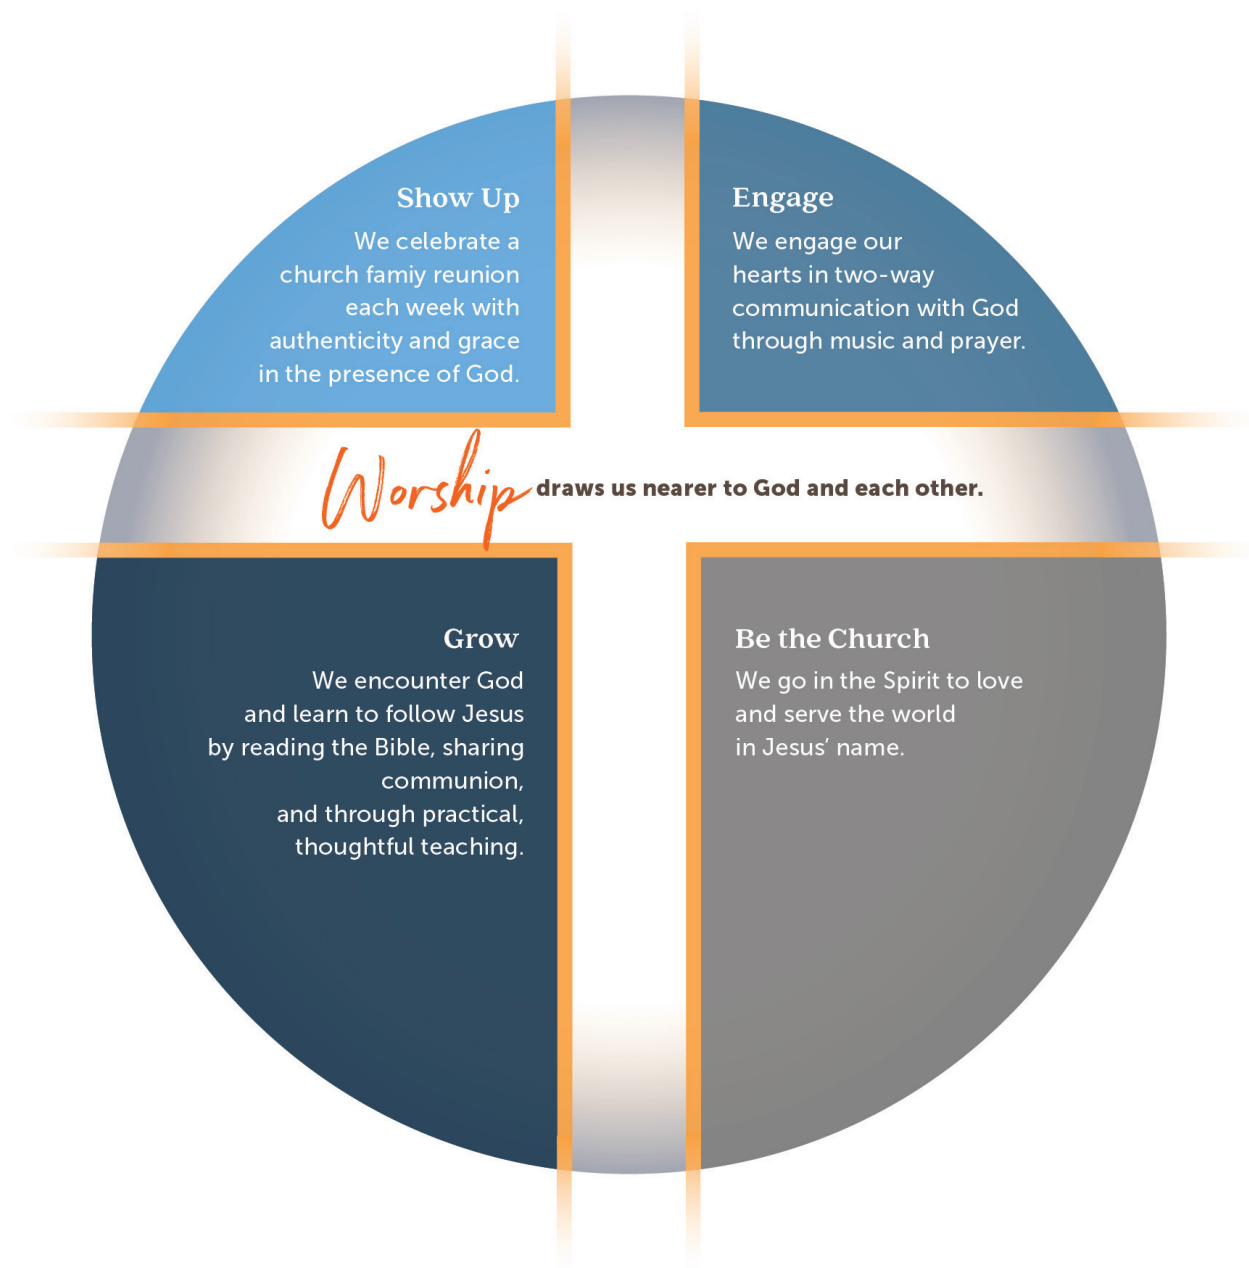 Show Up
We celebrate a
church famiy reunion
each week with
authenticity and grace
in the presence of God.
Engage
We engage our
hearts in two-way
communication with God
through music and prayer.
Worship draws us nearer to God and each other.
Grow
We encounter God
and learn to follow Jesus
by reading the Bible, sharing
communion,
and through practical,
thoughtful teaching.
Be the Church
We go in the Spirit to love
and serve the world
in Jesus’ name.